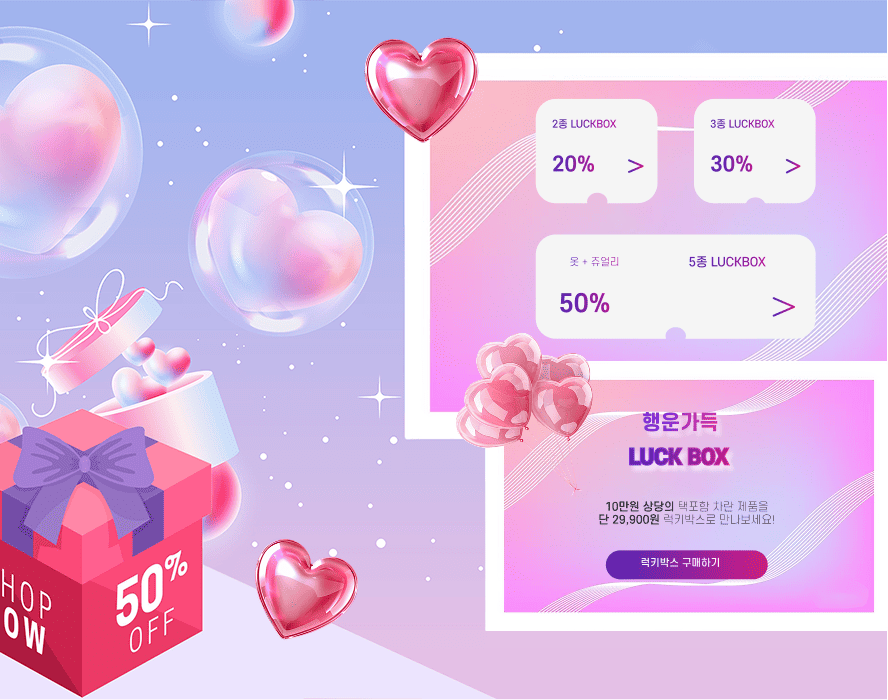 2종 LUCKBOX
3종 LUCKBOX
20% >
30% >
옷 + 쥬얼리
5종 LUCKBOX
50% >
행운가득
LUCK BOX
10만원 상당의 택포함 차란 제품을
단 29,900원 럭키박스로 만나보세요!
럭키박스 구매하기
HOP
OW
50%
OFF